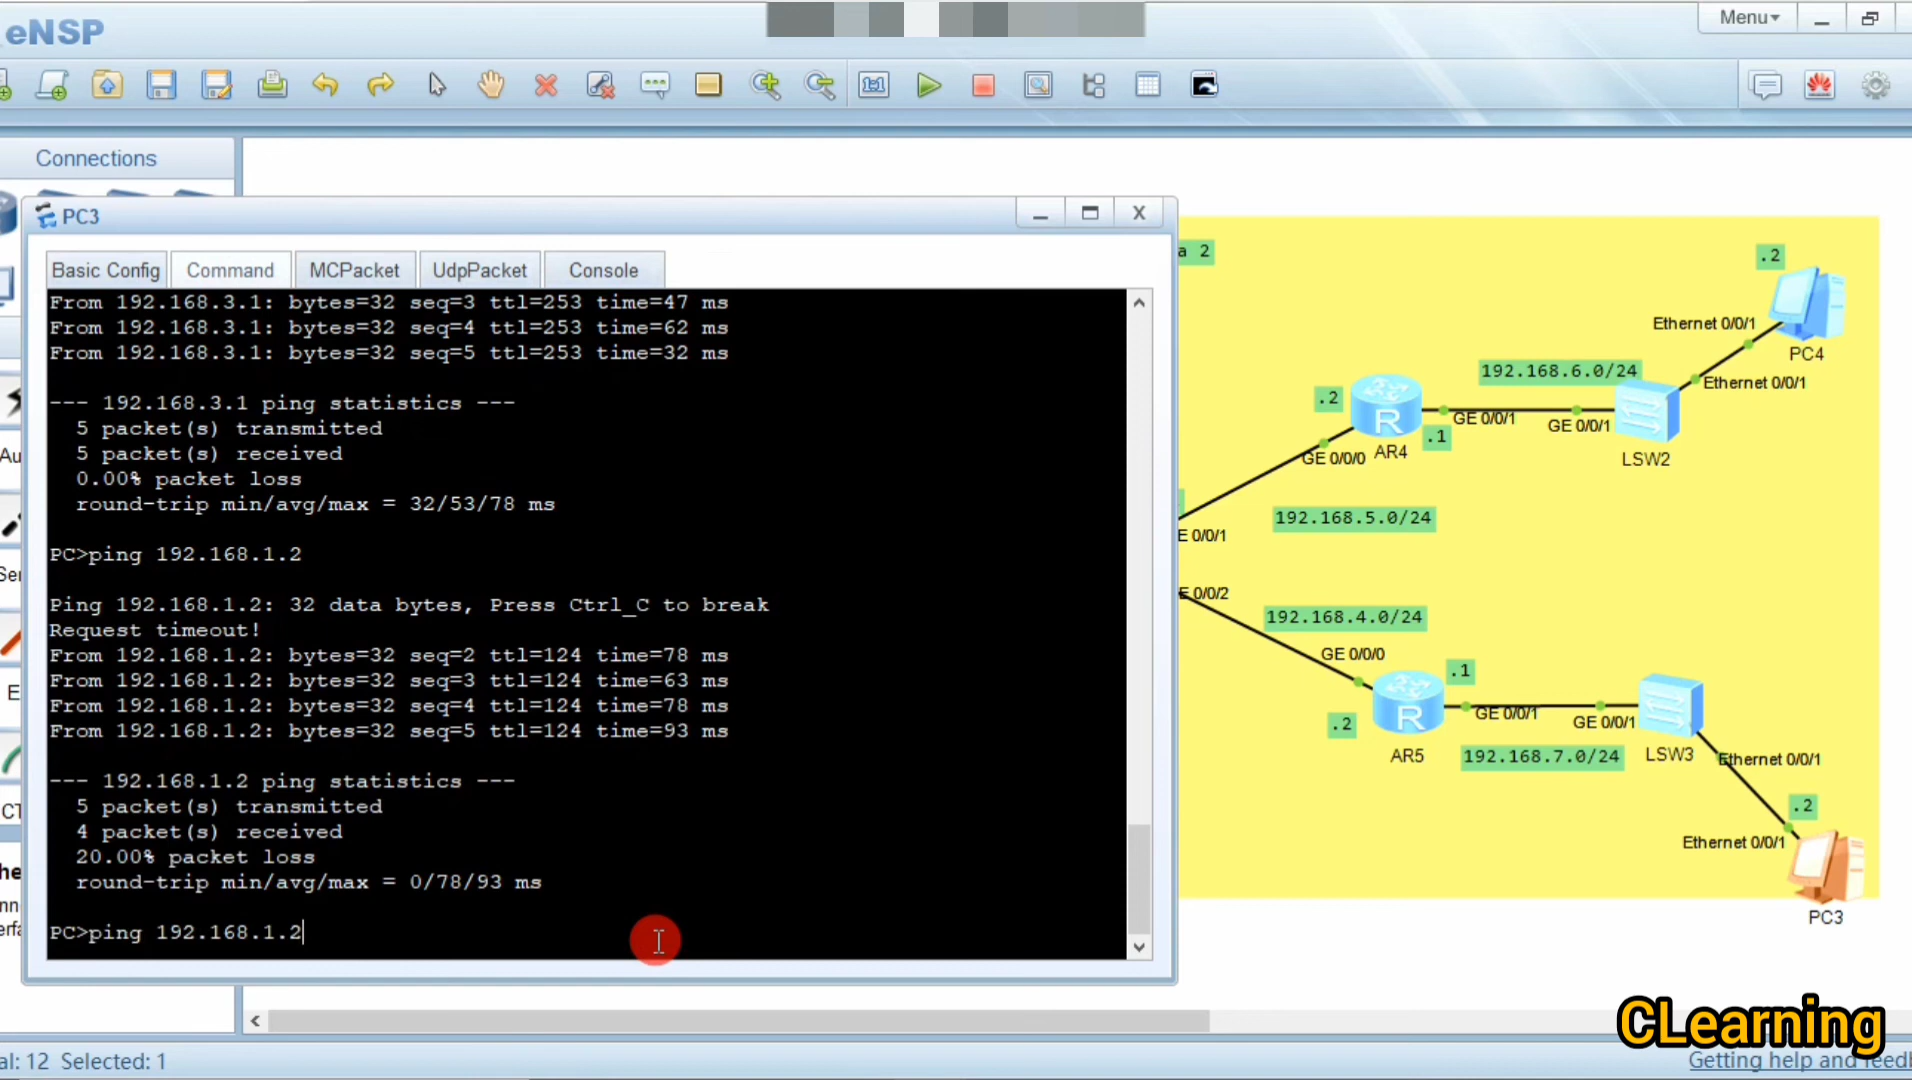 eNSP
Menu
Connections
PC3
Basic Config
Command
MCPacket
UdpPacket
Console
From 192.168.3.1: bytes=32 seq=3 ttl=253 time=47 ms
From 192.168.3.1: bytes=32 seq=4 ttl=253 time=62 ms
From 192.168.3.1: bytes=32 seq=5 ttl=253 time=32 ms
--- 192.168.3.1 ping statistics ---
5 packet(s) transmitted
5 packet(s) received
0.00% packet loss
round-trip min/avg/max = 32/53/78 ms
PC>ping 192.168.1.2
Ping 192.168.1.2: 32 data bytes, Press Ctrl_C to break
Request timeout!
From 192.168.1.2: bytes=32 seq=2 ttl=124 time=78 ms
From 192.168.1.2: bytes=32 seq=3 ttl=124 time=63 ms
From 192.168.1.2: bytes=32 seq=4 ttl=124 time=78 ms
From 192.168.1.2: bytes=32 seq=5 ttl=124 time=93 ms
--- 192.168.1.2 ping statistics ---
5 packet(s) transmitted
4 packet(s) received
20.00% packet loss
round-trip min/avg/max = 0/78/93 ms
PC>ping 192.168.1.2
a 2
.2
Ethernet 0/0/1
PC4
192.168.6.0/24
Ethernet 0/0/1
.2
GE 0/0/1
GE 0/0/1
.1
GE 0/0/0
AR4
LSW2
192.168.5.0/24
E 0/0/1
E 0/0/2
192.168.4.0/24
GE 0/0/0
.1
.2
GE 0/0/1
GE 0/0/1
AR5
192.168.7.0/24
LSW3
Ethernet 0/0/1
.2
Ethernet 0/0/1
PC3
CLearning
al: 12 Selected: 1
Getting help and feedb